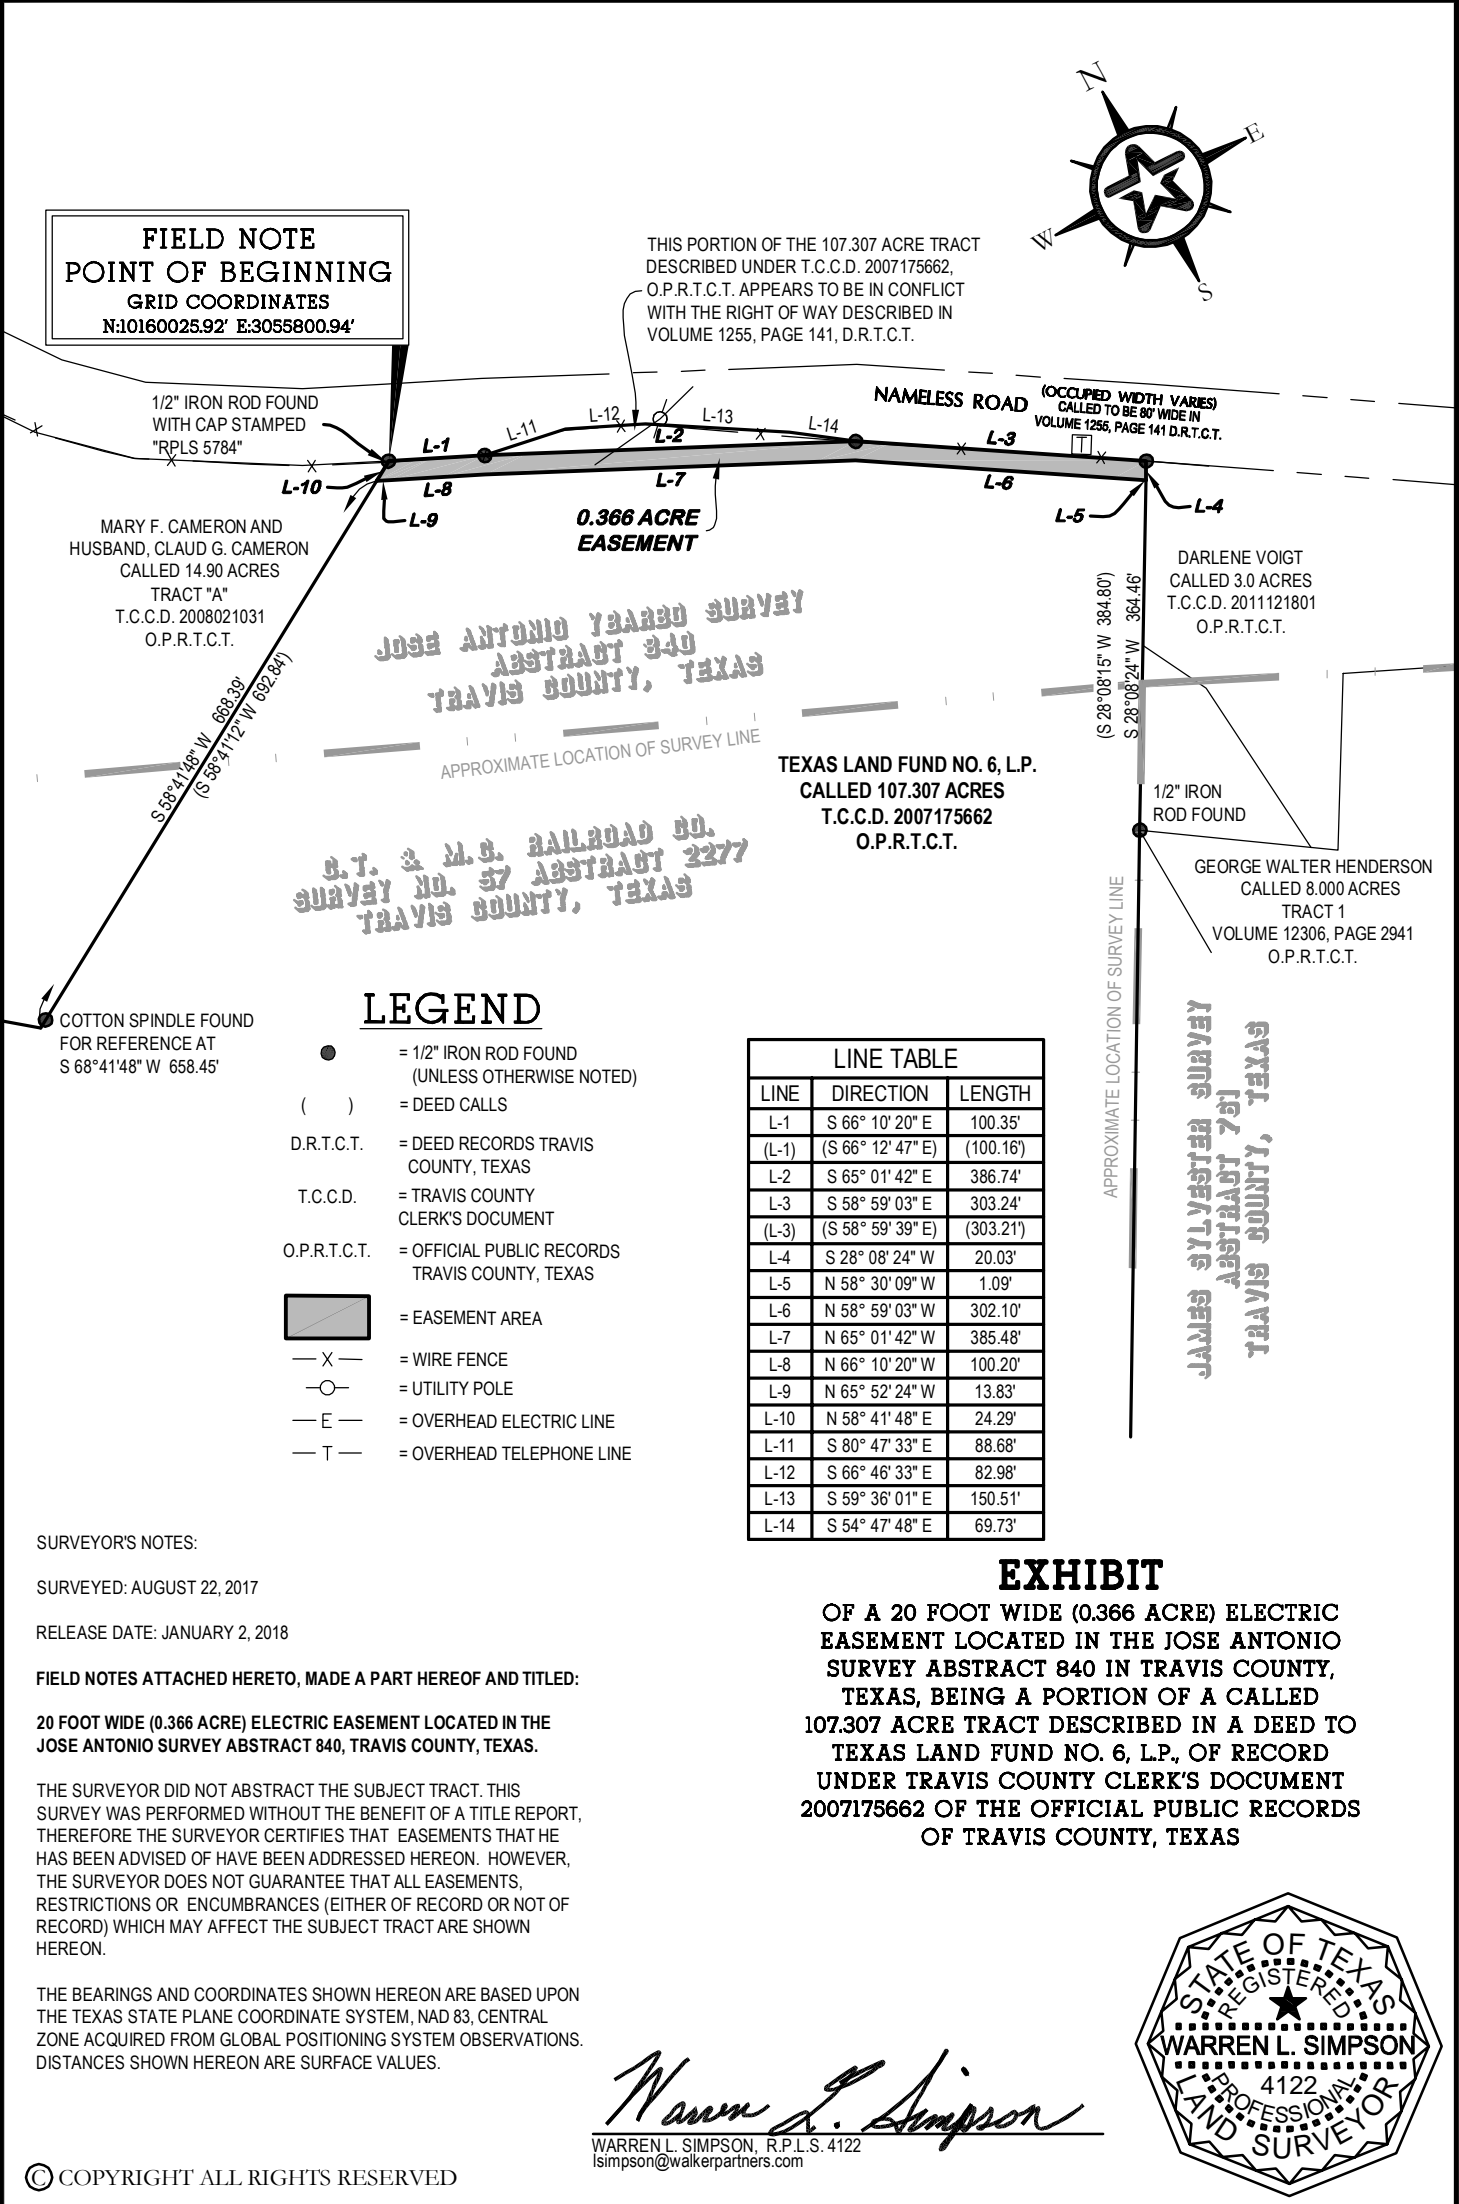 N
E
W
S
FIELD NOTE
POINT OF BEGINNING
GRID COORDINATES
N:10160025.92' E:3055800.94'
THIS PORTION OF THE 107.307 ACRE TRACT
DESCRIBED UNDER T.C.C.D. 2007175662,
O.P.R.T.C.T. APPEARS TO BE IN CONFLICT
WITH THE RIGHT OF WAY DESCRIBED IN
VOLUME 1255, PAGE 141, D.R.T.C.T.
1/2" IRON ROD FOUND
WITH CAP STAMPED
"RPLS 5784"
NAMELESS ROAD
(OCCUPIED WIDTH VARIES)
CALLED TO BE 80' WIDE IN
VOLUME 1255, PAGE 141 D.R.T.C.T.
T
L-1
L-11
L-12
L-2
L-13
L-14
L-3
L-10
L-8
L-9
L-7
L-6
L-5
L-4
0.366 ACRE
EASEMENT
MARY F. CAMERON AND
HUSBAND, CLAUD G. CAMERON
CALLED 14.90 ACRES
TRACT "A"
T.C.C.D. 2008021031
O.P.R.T.C.T.
DARLENE VOIGT
CALLED 3.0 ACRES
T.C.C.D. 2011121801
O.P.R.T.C.T.
(S 28°08'15" W 384.80')
S 28°08'24" W 364.46'
JOSE ANTONIO YBARBO SURVEY
ABSTRACT 840
TRAVIS COUNTY, TEXAS
S 58°41'48" W 668.39'
(S 58°41'12" W 692.84')
APPROXIMATE LOCATION OF SURVEY LINE
TEXAS LAND FUND NO. 6, L.P.
CALLED 107.307 ACRES
T.C.C.D. 2007175662
O.P.R.T.C.T.
1/2" IRON
ROD FOUND
C.T. & M.C. RAILROAD CO.
SURVEY NO. 57 ABSTRACT 2277
TRAVIS COUNTY, TEXAS
GEORGE WALTER HENDERSON
CALLED 8.000 ACRES
TRACT 1
VOLUME 12306, PAGE 2941
O.P.R.T.C.T.
APPROXIMATE LOCATION OF SURVEY LINE
JAMES SYLVESTER SURVEY
ABSTRACT 751
TRAVIS COUNTY, TEXAS
COTTON SPINDLE FOUND
FOR REFERENCE AT
S 68°41'48" W 658.45'
LEGEND
= 1/2" IRON ROD FOUND
(UNLESS OTHERWISE NOTED)
( ) = DEED CALLS
D.R.T.C.T. = DEED RECORDS TRAVIS
COUNTY, TEXAS
T.C.C.D. = TRAVIS COUNTY
CLERK'S DOCUMENT
O.P.R.T.C.T. = OFFICIAL PUBLIC RECORDS
TRAVIS COUNTY, TEXAS
= EASEMENT AREA
X = WIRE FENCE
= UTILITY POLE
E = OVERHEAD ELECTRIC LINE
T = OVERHEAD TELEPHONE LINE
LINE TABLE
LINE DIRECTION LENGTH
L-1 S 66° 10' 20" E 100.35'
(L-1) (S 66° 12' 47" E) (100.16')
L-2 S 65° 01' 42" E 386.74'
L-3 S 58° 59' 03" E 303.24'
(L-3) (S 58° 59' 39" E) (303.21')
L-4 S 28° 08' 24" W 20.03'
L-5 N 58° 30' 09" W 1.09'
L-6 N 58° 59' 03" W 302.10'
L-7 N 65° 01' 42" W 385.48'
L-8 N 66° 10' 20" W 100.20'
L-9 N 65° 52' 24" W 13.83'
L-10 N 58° 41' 48" E 24.29'
L-11 S 80° 47' 33" E 88.68'
L-12 S 66° 46' 33" E 82.98'
L-13 S 59° 36' 01" E 150.51'
L-14 S 54° 47' 48" E 69.73'
SURVEYOR'S NOTES:
SURVEYED: AUGUST 22, 2017
RELEASE DATE: JANUARY 2, 2018
FIELD NOTES ATTACHED HERETO, MADE A PART HEREOF AND TITLED:
20 FOOT WIDE (0.366 ACRE) ELECTRIC EASEMENT LOCATED IN THE
JOSE ANTONIO SURVEY ABSTRACT 840, TRAVIS COUNTY, TEXAS.
THE SURVEYOR DID NOT ABSTRACT THE SUBJECT TRACT. THIS
SURVEY WAS PERFORMED WITHOUT THE BENEFIT OF A TITLE REPORT,
THEREFORE THE SURVEYOR CERTIFIES THAT EASEMENTS THAT HE
HAS BEEN ADVISED OF HAVE BEEN ADDRESSED HEREON. HOWEVER,
THE SURVEYOR DOES NOT GUARANTEE THAT ALL EASEMENTS,
RESTRICTIONS OR ENCUMBRANCES (EITHER OF RECORD OR NOT OF
RECORD) WHICH MAY AFFECT THE SUBJECT TRACT ARE SHOWN
HEREON.
THE BEARINGS AND COORDINATES SHOWN HEREON ARE BASED UPON
THE TEXAS STATE PLANE COORDINATE SYSTEM, NAD 83, CENTRAL
ZONE ACQUIRED FROM GLOBAL POSITIONING SYSTEM OBSERVATIONS.
DISTANCES SHOWN HEREON ARE SURFACE VALUES.
EXHIBIT
OF A 20 FOOT WIDE (0.366 ACRE) ELECTRIC
EASEMENT LOCATED IN THE JOSE ANTONIO
SURVEY ABSTRACT 840 IN TRAVIS COUNTY,
TEXAS, BEING A PORTION OF A CALLED
107.307 ACRE TRACT DESCRIBED IN A DEED TO
TEXAS LAND FUND NO. 6, L.P., OF RECORD
UNDER TRAVIS COUNTY CLERK'S DOCUMENT
2007175662 OF THE OFFICIAL PUBLIC RECORDS
OF TRAVIS COUNTY, TEXAS
STATE OF TEXAS
REGISTERED
WARREN L. SIMPSON
4122
PROFESSIONAL
LAND SURVEYOR
Warren L. Simpson
WARREN L. SIMPSON, R.P.L.S. 4122
lsimpson@walkerpartners.com
© COPYRIGHT ALL RIGHTS RESERVED